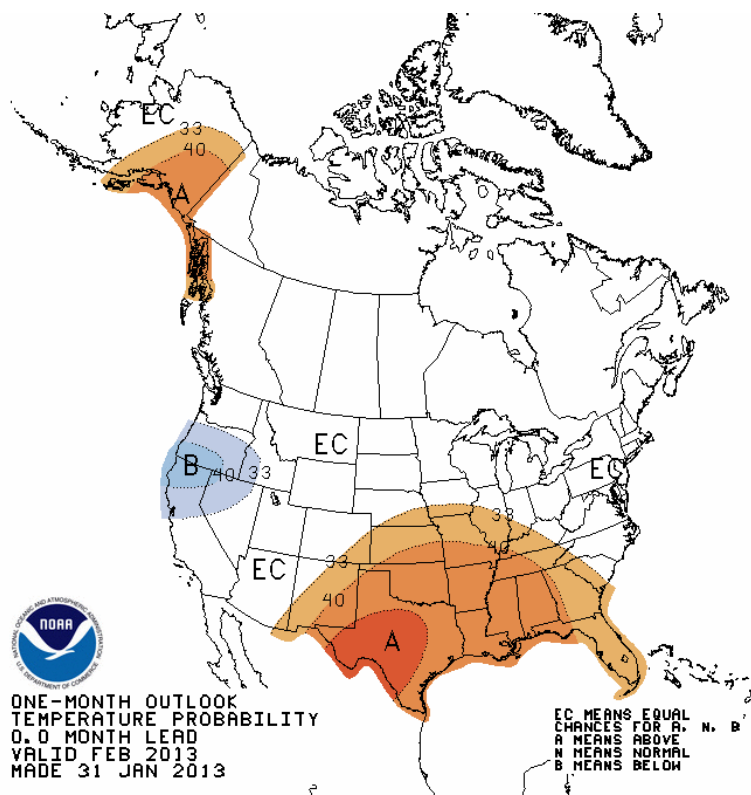 EC
33
40
A
EC
B
40
33
EC
33
40
33
EC
40
A
NOAA
NATIONAL OCEANIC AND ATMOSPHERIC ADMINISTRATION
U.S. DEPARTMENT OF COMMERCE
ONE-MONTH OUTLOOK
TEMPERATURE PROBABILITY
0.0 MONTH LEAD
VALID FEB 2013
MADE 31 JAN 2013
EC MEANS EQUAL
CHANCES FOR A, N, B
A MEANS ABOVE
N MEANS NORMAL
B MEANS BELOW